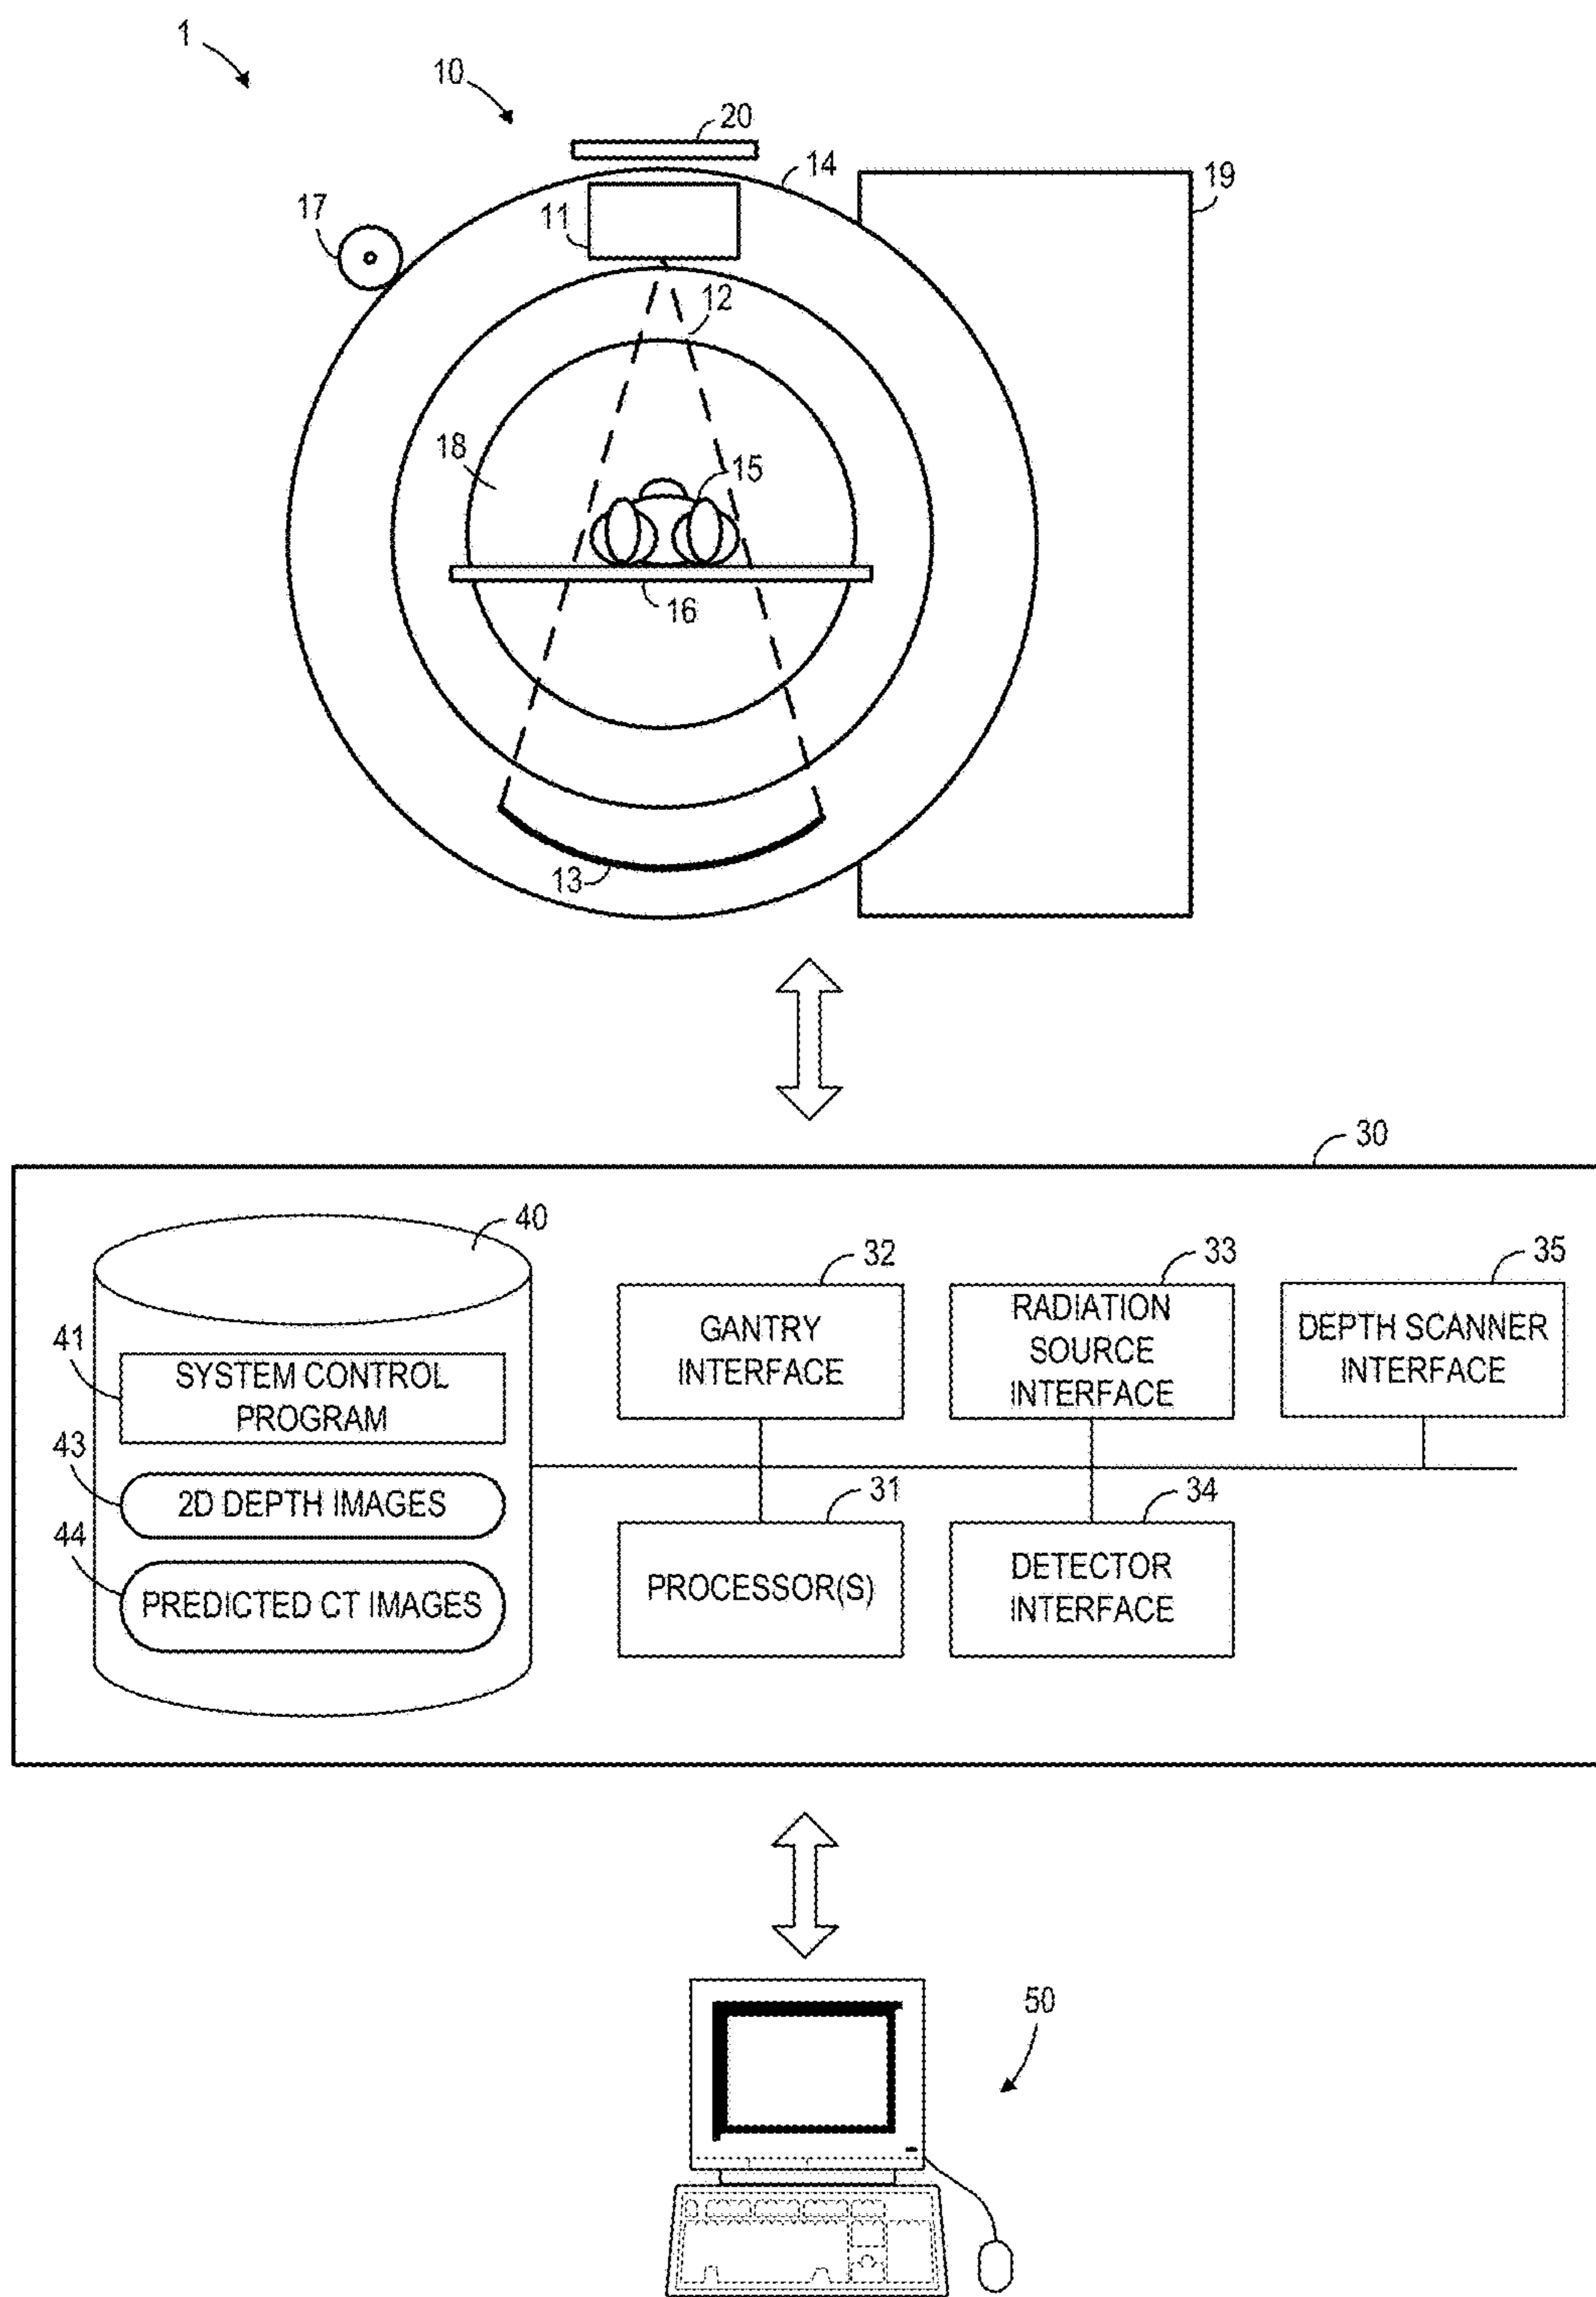 1
10
20
14
19
17
11
12
18
15
16
13
30
40
32
33
35
41
SYSTEM CONTROL
PROGRAM
GANTRY
INTERFACE
RADIATION
SOURCE
INTERFACE
DEPTH SCANNER
INTERFACE
43
2D DEPTH IMAGES
31
34
44
PREDICTED CT IMAGES
PROCESSOR(S)
DETECTOR
INTERFACE
50